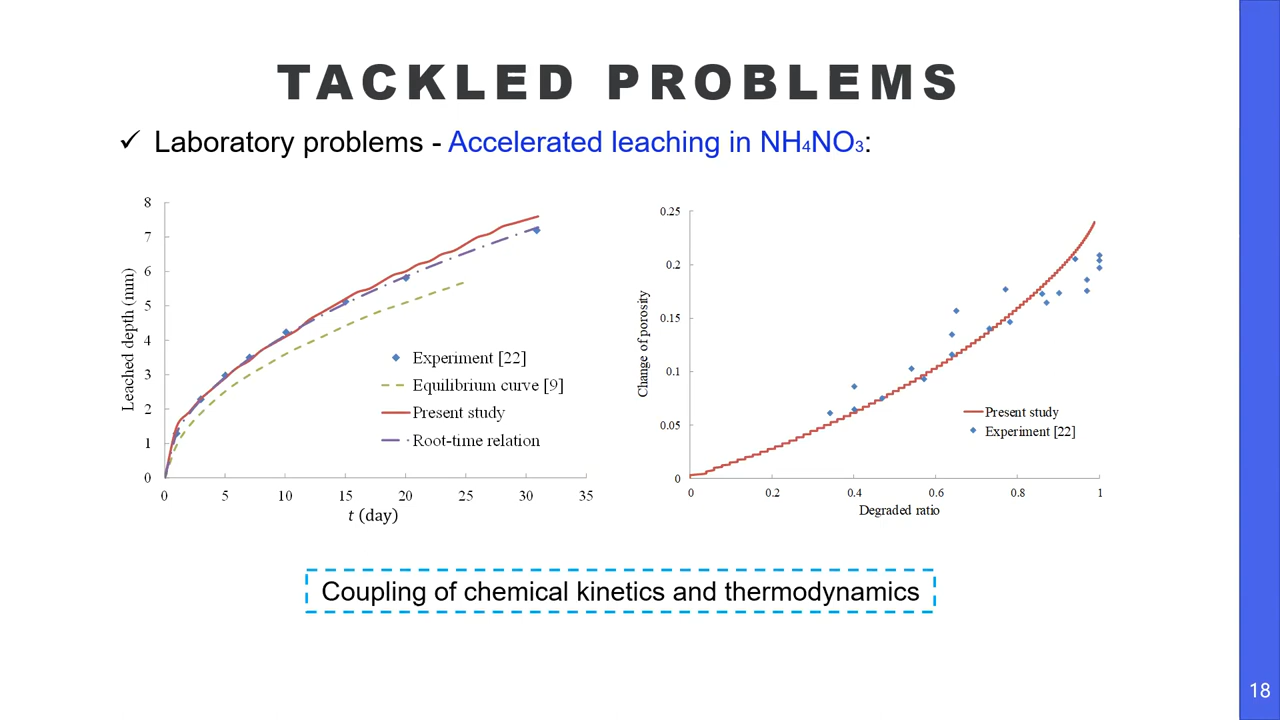 TACKLED PROBLEMS
✓ Laboratory problems - Accelerated leaching in NH₄NO₃:
8
7
6
5
4
3
2
1
0
Leached depth (mm)
Experiment [22]
Equilibrium curve [9]
Present study
Root-time relation
0 5 10 15 20 25 30 35
t (day)
0.25
0.2
0.15
0.1
0.05
0
Change of porosity
Present study
Experiment [22]
0 0.2 0.4 0.6 0.8 1
Degraded ratio
Coupling of chemical kinetics and thermodynamics
18